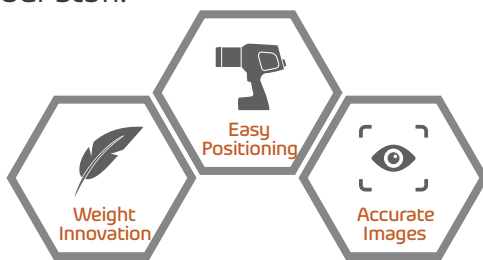 Easy
Positioning
Weight
Innovation
Accurate
Images